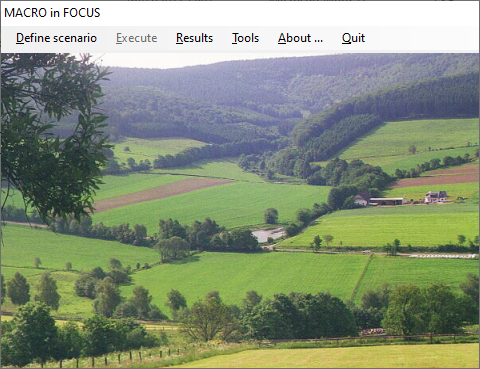 MACRO in FOCUS
Define scenario Execute Results Tools About ... Quit